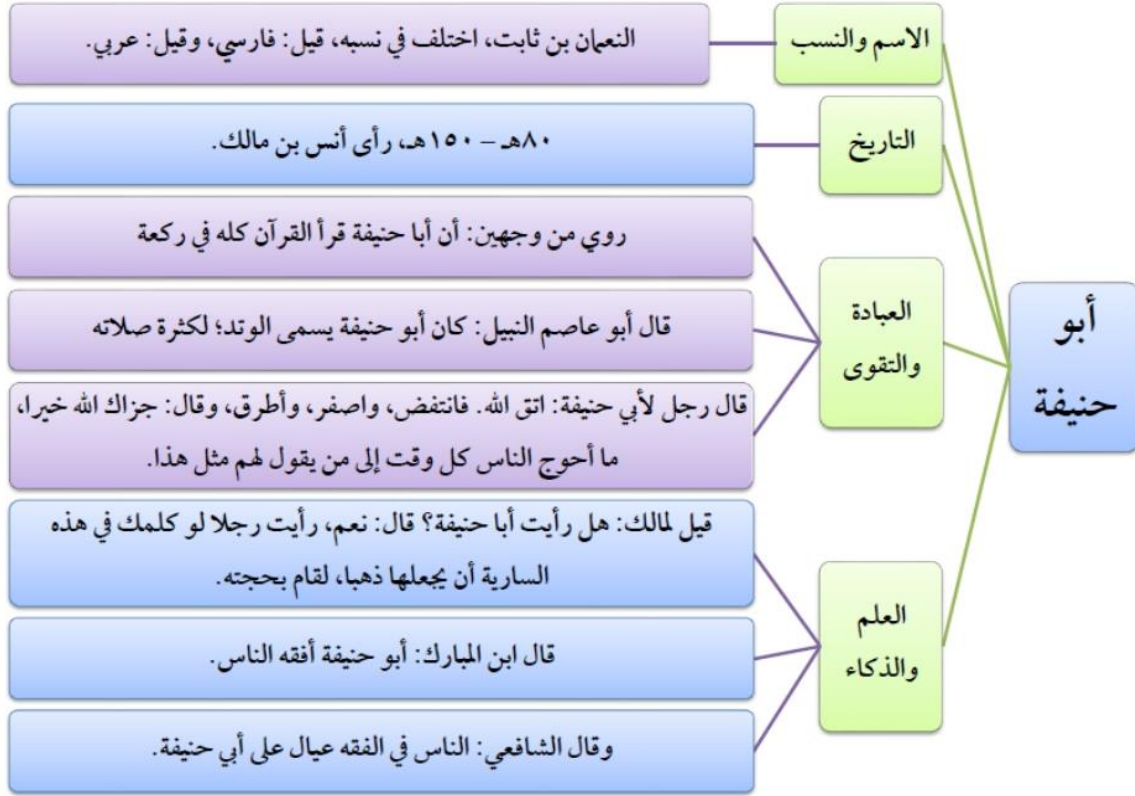 أبو
حنيفة
الاسم والنسب
النعمان بن ثابت، اختلف في نسبه، قيل: فارسي، وقيل: عربي.
التاريخ
٨٠هـ – ١٥٠هـ، رأى أنس بن مالك.
العبادة
والتقوى
روي من وجهين: أن أبا حنيفة قرأ القرآن كله في ركعة
قال أبو عاصم النبيل: كان أبو حنيفة يسمى الوتد؛ لكثرة صلاته
قال رجل لأبي حنيفة: اتق الله. فانتفض، واصفر، وأطرق، وقال: جزاك الله خيرا،
ما أحوج الناس كل وقت إلى من يقول لهم مثل هذا.
العلم
والذكاء
قيل لمالك: هل رأيت أبا حنيفة؟ قال: نعم، رأيت رجلا لو كلمك في هذه
السارية أن يجعلها ذهبا، لقام بحجته.
قال ابن المبارك: أبو حنيفة أفقه الناس.
وقال الشافعي: الناس في الفقه عيال على أبي حنيفة.